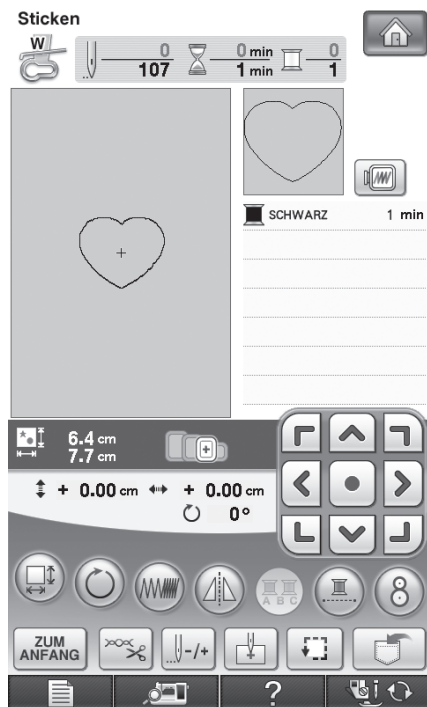 Sticken
W
0 0 min 0
107 1 min 1
SCHWARZ 1 min
6.4 cm
7.7 cm
+ 0.00 cm + 0.00 cm
0°
A B C
8
ZUM ANFANG
-/+
? i